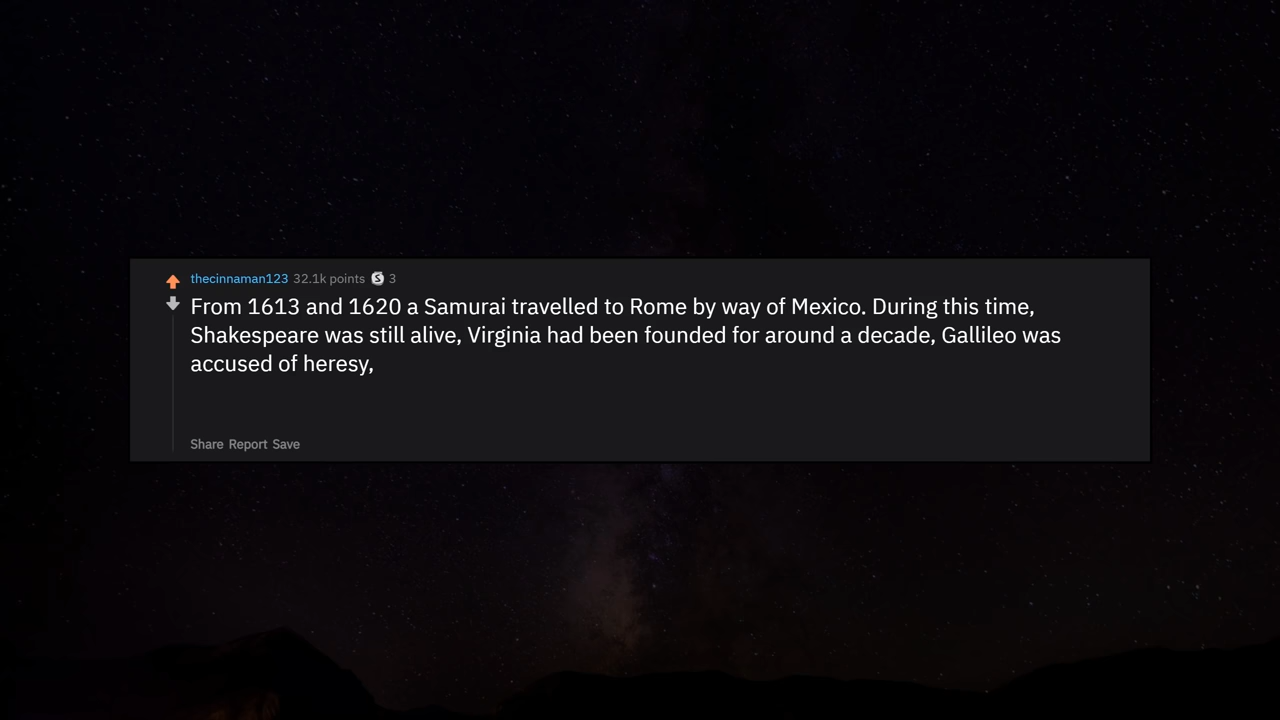 thecinnaman123 32.1k points S 3
From 1613 and 1620 a Samurai travelled to Rome by way of Mexico. During this time,
Shakespeare was still alive, Virginia had been founded for around a decade, Gallileo was
accused of heresy,
Share Report Save